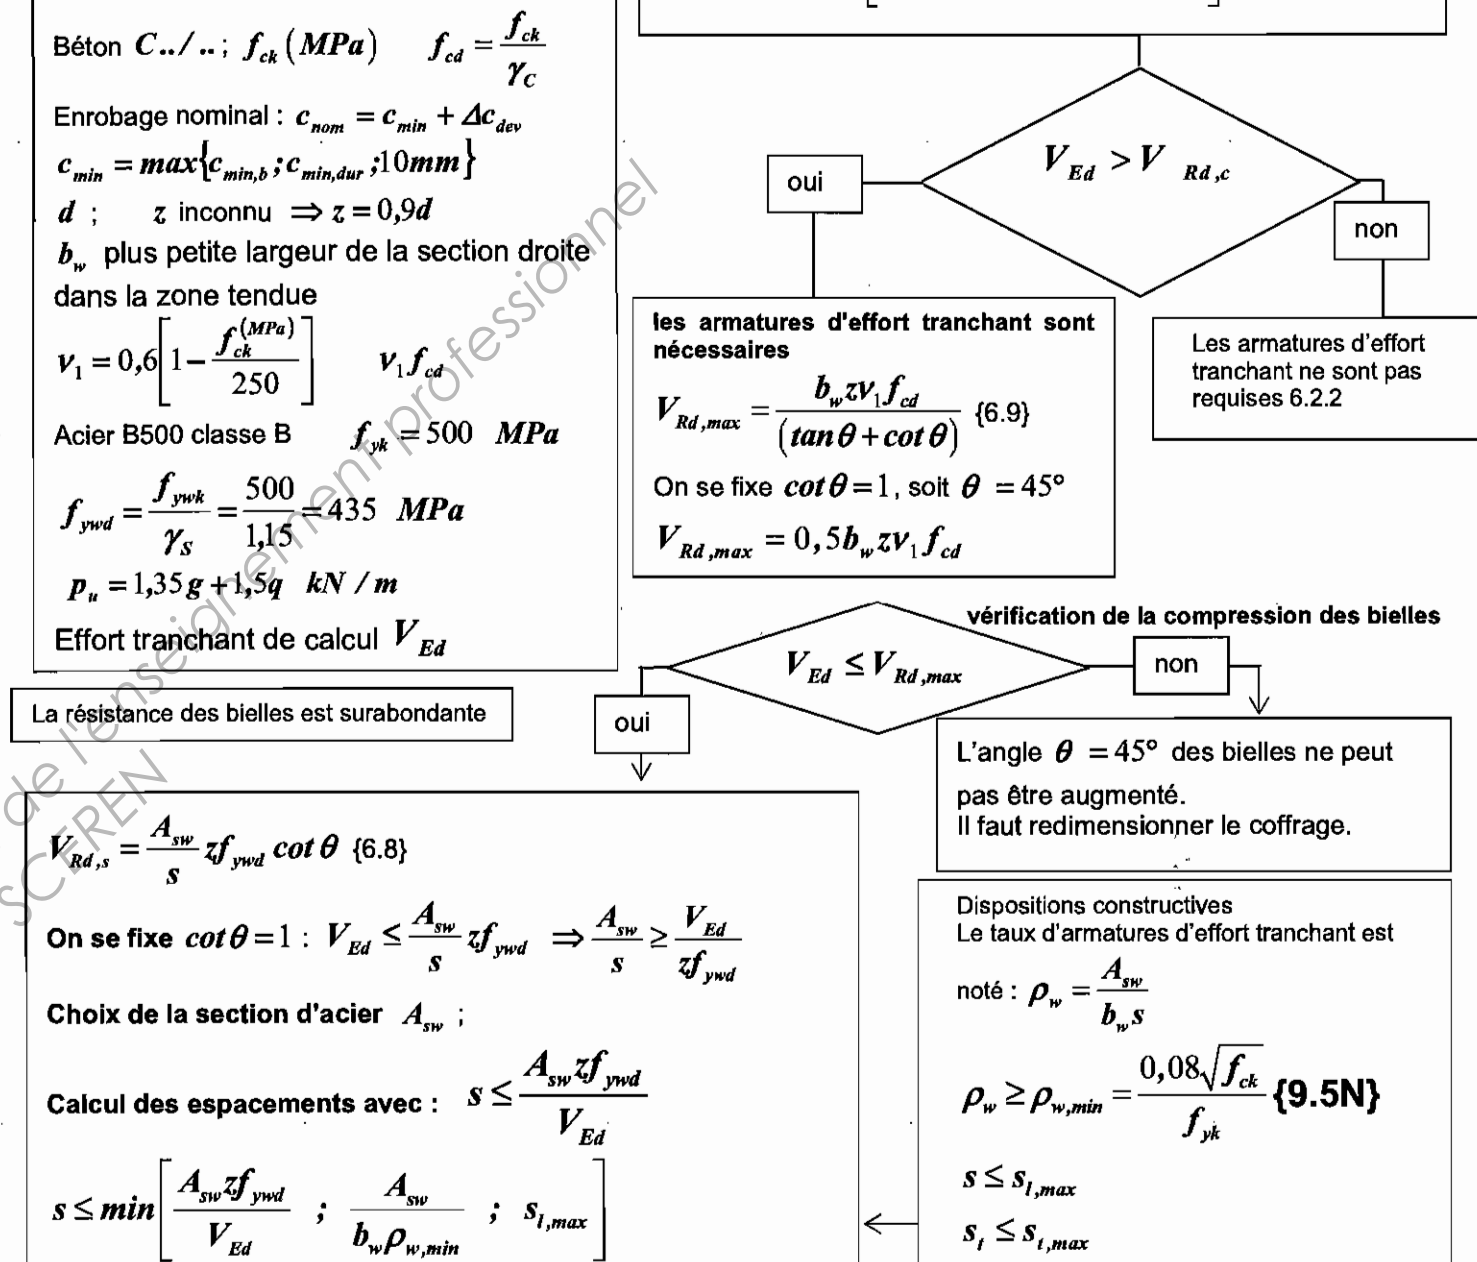 Béton C../ ..; f_ck (MPa) f_cd = f_ck / γ_C
Enrobage nominal : c_nom = c_min + Δc_dev
c_min = max{c_min,b ; c_min,dur ; 10mm}
d ; z inconnu ⇒ z = 0,9d
b_w plus petite largeur de la section droite
dans la zone tendue
ν_1 = 0,6[1 − f_ck^(MPa) / 250] ν_1 f_cd
Acier B500 classe B f_yk = 500 MPa
f_ywd = f_ywk / γ_S = 500 / 1,15 = 435 MPa
p_u = 1,35g + 1,5q kN / m
Effort tranchant de calcul V_Ed
V_Ed > V_Rd,c
oui
non
les armatures d'effort tranchant sont
nécessaires
V_Rd,max = b_w z ν_1 f_cd / (tan θ + cot θ) {6.9}
On se fixe cot θ = 1, soit θ = 45°
V_Rd,max = 0,5 b_w z ν_1 f_cd
Les armatures d'effort
tranchant ne sont pas
requises 6.2.2
vérification de la compression des bielles
V_Ed ≤ V_Rd,max
non
oui
La résistance des bielles est surabondante
L'angle θ = 45° des bielles ne peut
pas être augmenté.
Il faut redimensionner le coffrage.
V_Rd,s = A_sw / s z f_ywd cot θ {6.8}
On se fixe cot θ = 1 : V_Ed ≤ A_sw / s z f_ywd ⇒ A_sw / s ≥ V_Ed / z f_ywd
Choix de la section d'acier A_sw ;
Calcul des espacements avec : s ≤ A_sw z f_ywd / V_Ed
s ≤ min[A_sw z f_ywd / V_Ed ; A_sw / b_w ρ_w,min ; s_l,max]
Dispositions constructives
Le taux d'armatures d'effort tranchant est
noté : ρ_w = A_sw / b_w s
ρ_w ≥ ρ_w,min = 0,08√f_ck / f_yk {9.5N}
s ≤ s_l,max
s_t ≤ s_t,max
de l'enseignement professionnel
SCEREN